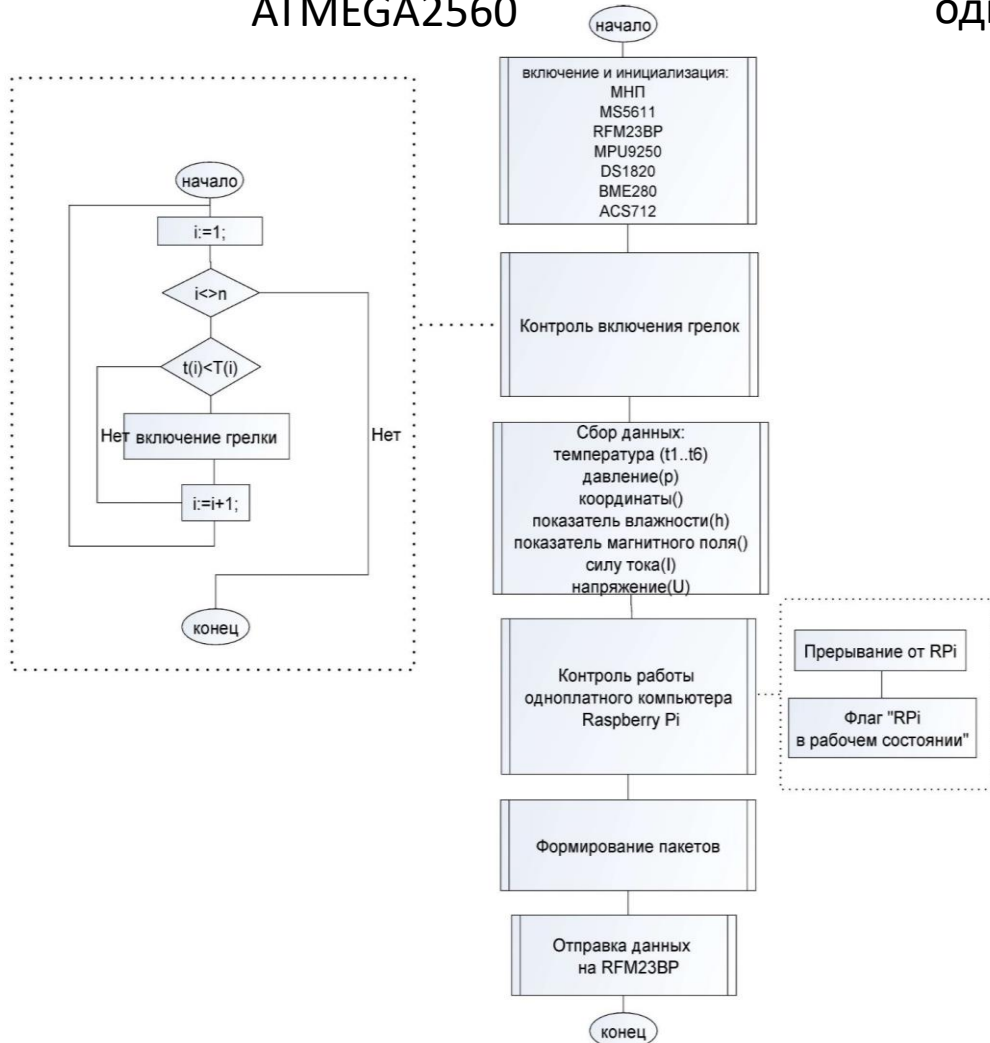 ATMEGA2560
начало
включение и инициализация:
МНП
MS5611
RFM23BP
MPU9250
DS1820
BME280
ACS712
начало
i:=1;
i<>n
t(i)<T(i)
Нет
включение грелки
Нет
i:=i+1;
конец
Контроль включения грелок
Сбор данных:
температура (t1..t6)
давление(p)
координаты()
показатель влажности(h)
показатель магнитного поля()
силу тока(I)
напряжение(U)
Контроль работы
одноплатного компьютера
Raspberry Pi
Прерывание от RPi
Флаг "RPi
в рабочем состоянии"
Формирование пакетов
Отправка данных
на RFM23BP
конец